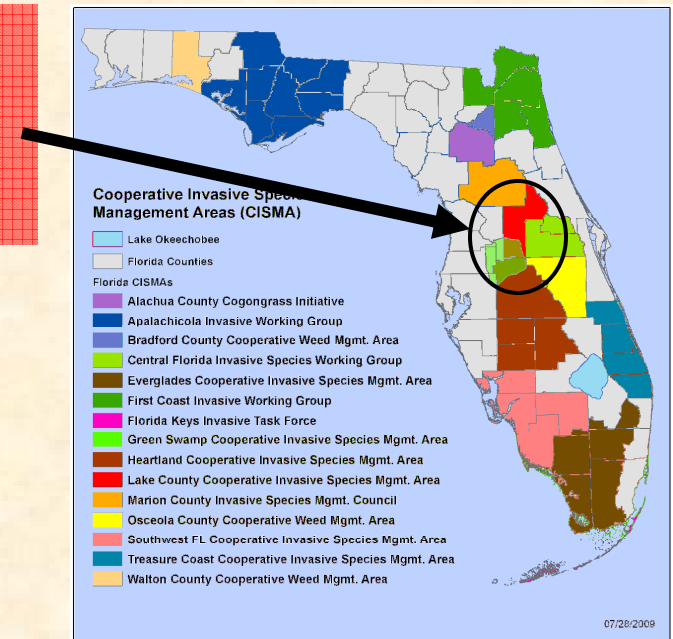 Cooperative Invasive Species
Management Areas (CISMA)
Lake Okeechobee
Florida Counties
Florida CISMAs
Alachua County Cogongrass Initiative
Apalachicola Invasive Working Group
Bradford County Cooperative Weed Mgmt. Area
Central Florida Invasive Species Working Group
Everglades Cooperative Invasive Species Mgmt. Area
First Coast Invasive Working Group
Florida Keys Invasive Task Force
Green Swamp Cooperative Invasive Species Mgmt. Area
Heartland Cooperative Invasive Species Mgmt. Area
Lake County Cooperative Invasive Species Mgmt. Area
Marion County Invasive Species Mgmt. Council
Osceola County Cooperative Weed Mgmt. Area
Southwest FL Cooperative Invasive Species Mgmt. Area
Treasure Coast Cooperative Invasive Species Mgmt. Area
Walton County Cooperative Weed Mgmt. Area
07/28/2009